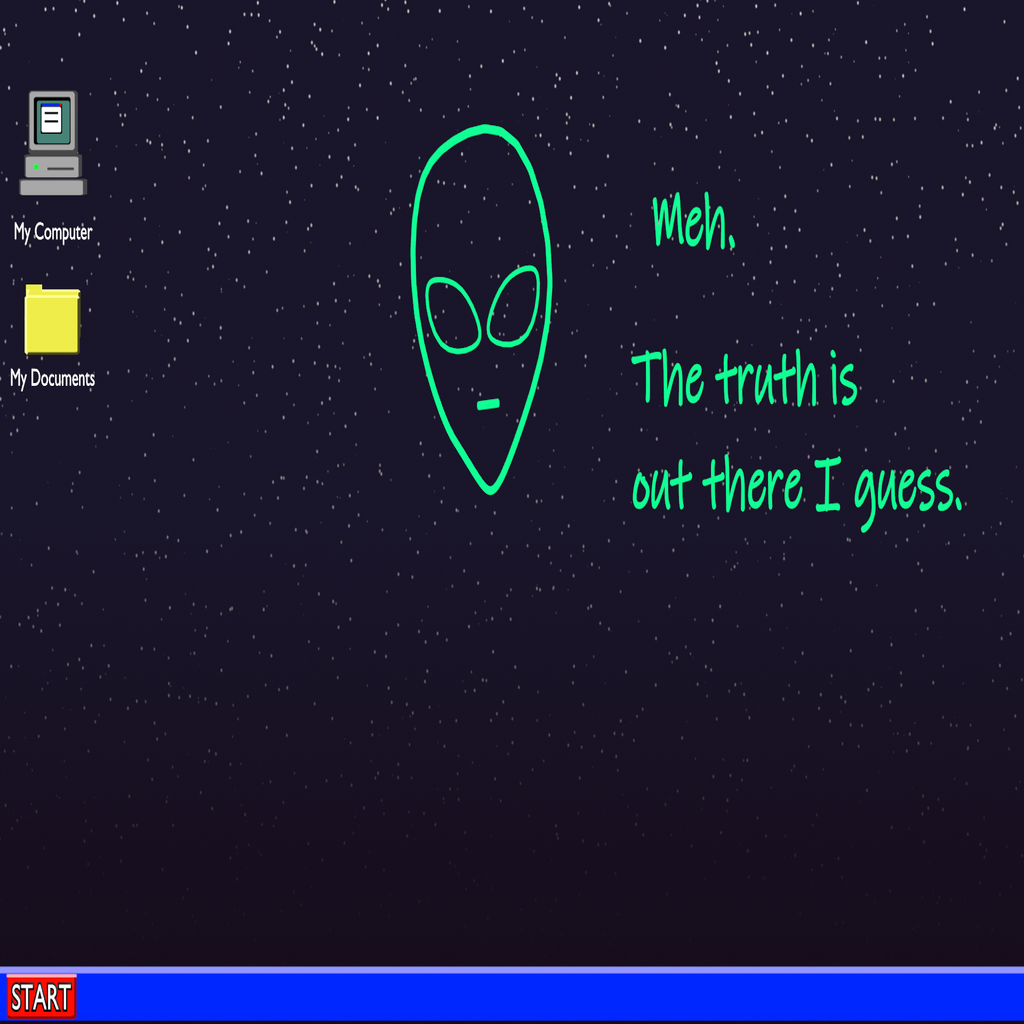 My Computer
My Documents
Meh.
The truth is
out there I guess.
START